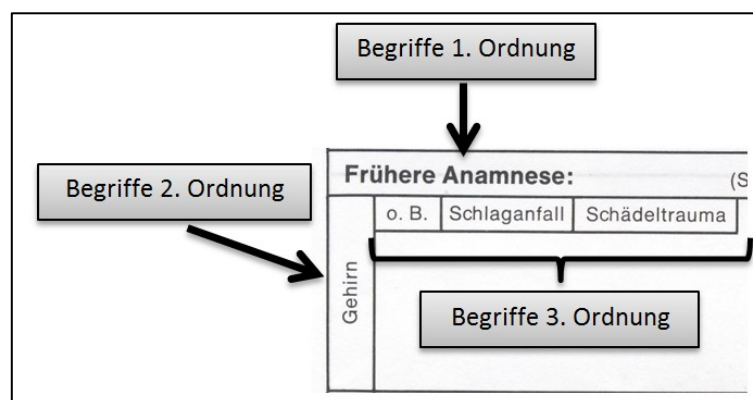 Begriffe 1. Ordnung
Begriffe 2. Ordnung
Frühere Anamnese: (S
o. B. Schlaganfall Schädeltrauma
Gehirn
Begriffe 3. Ordnung